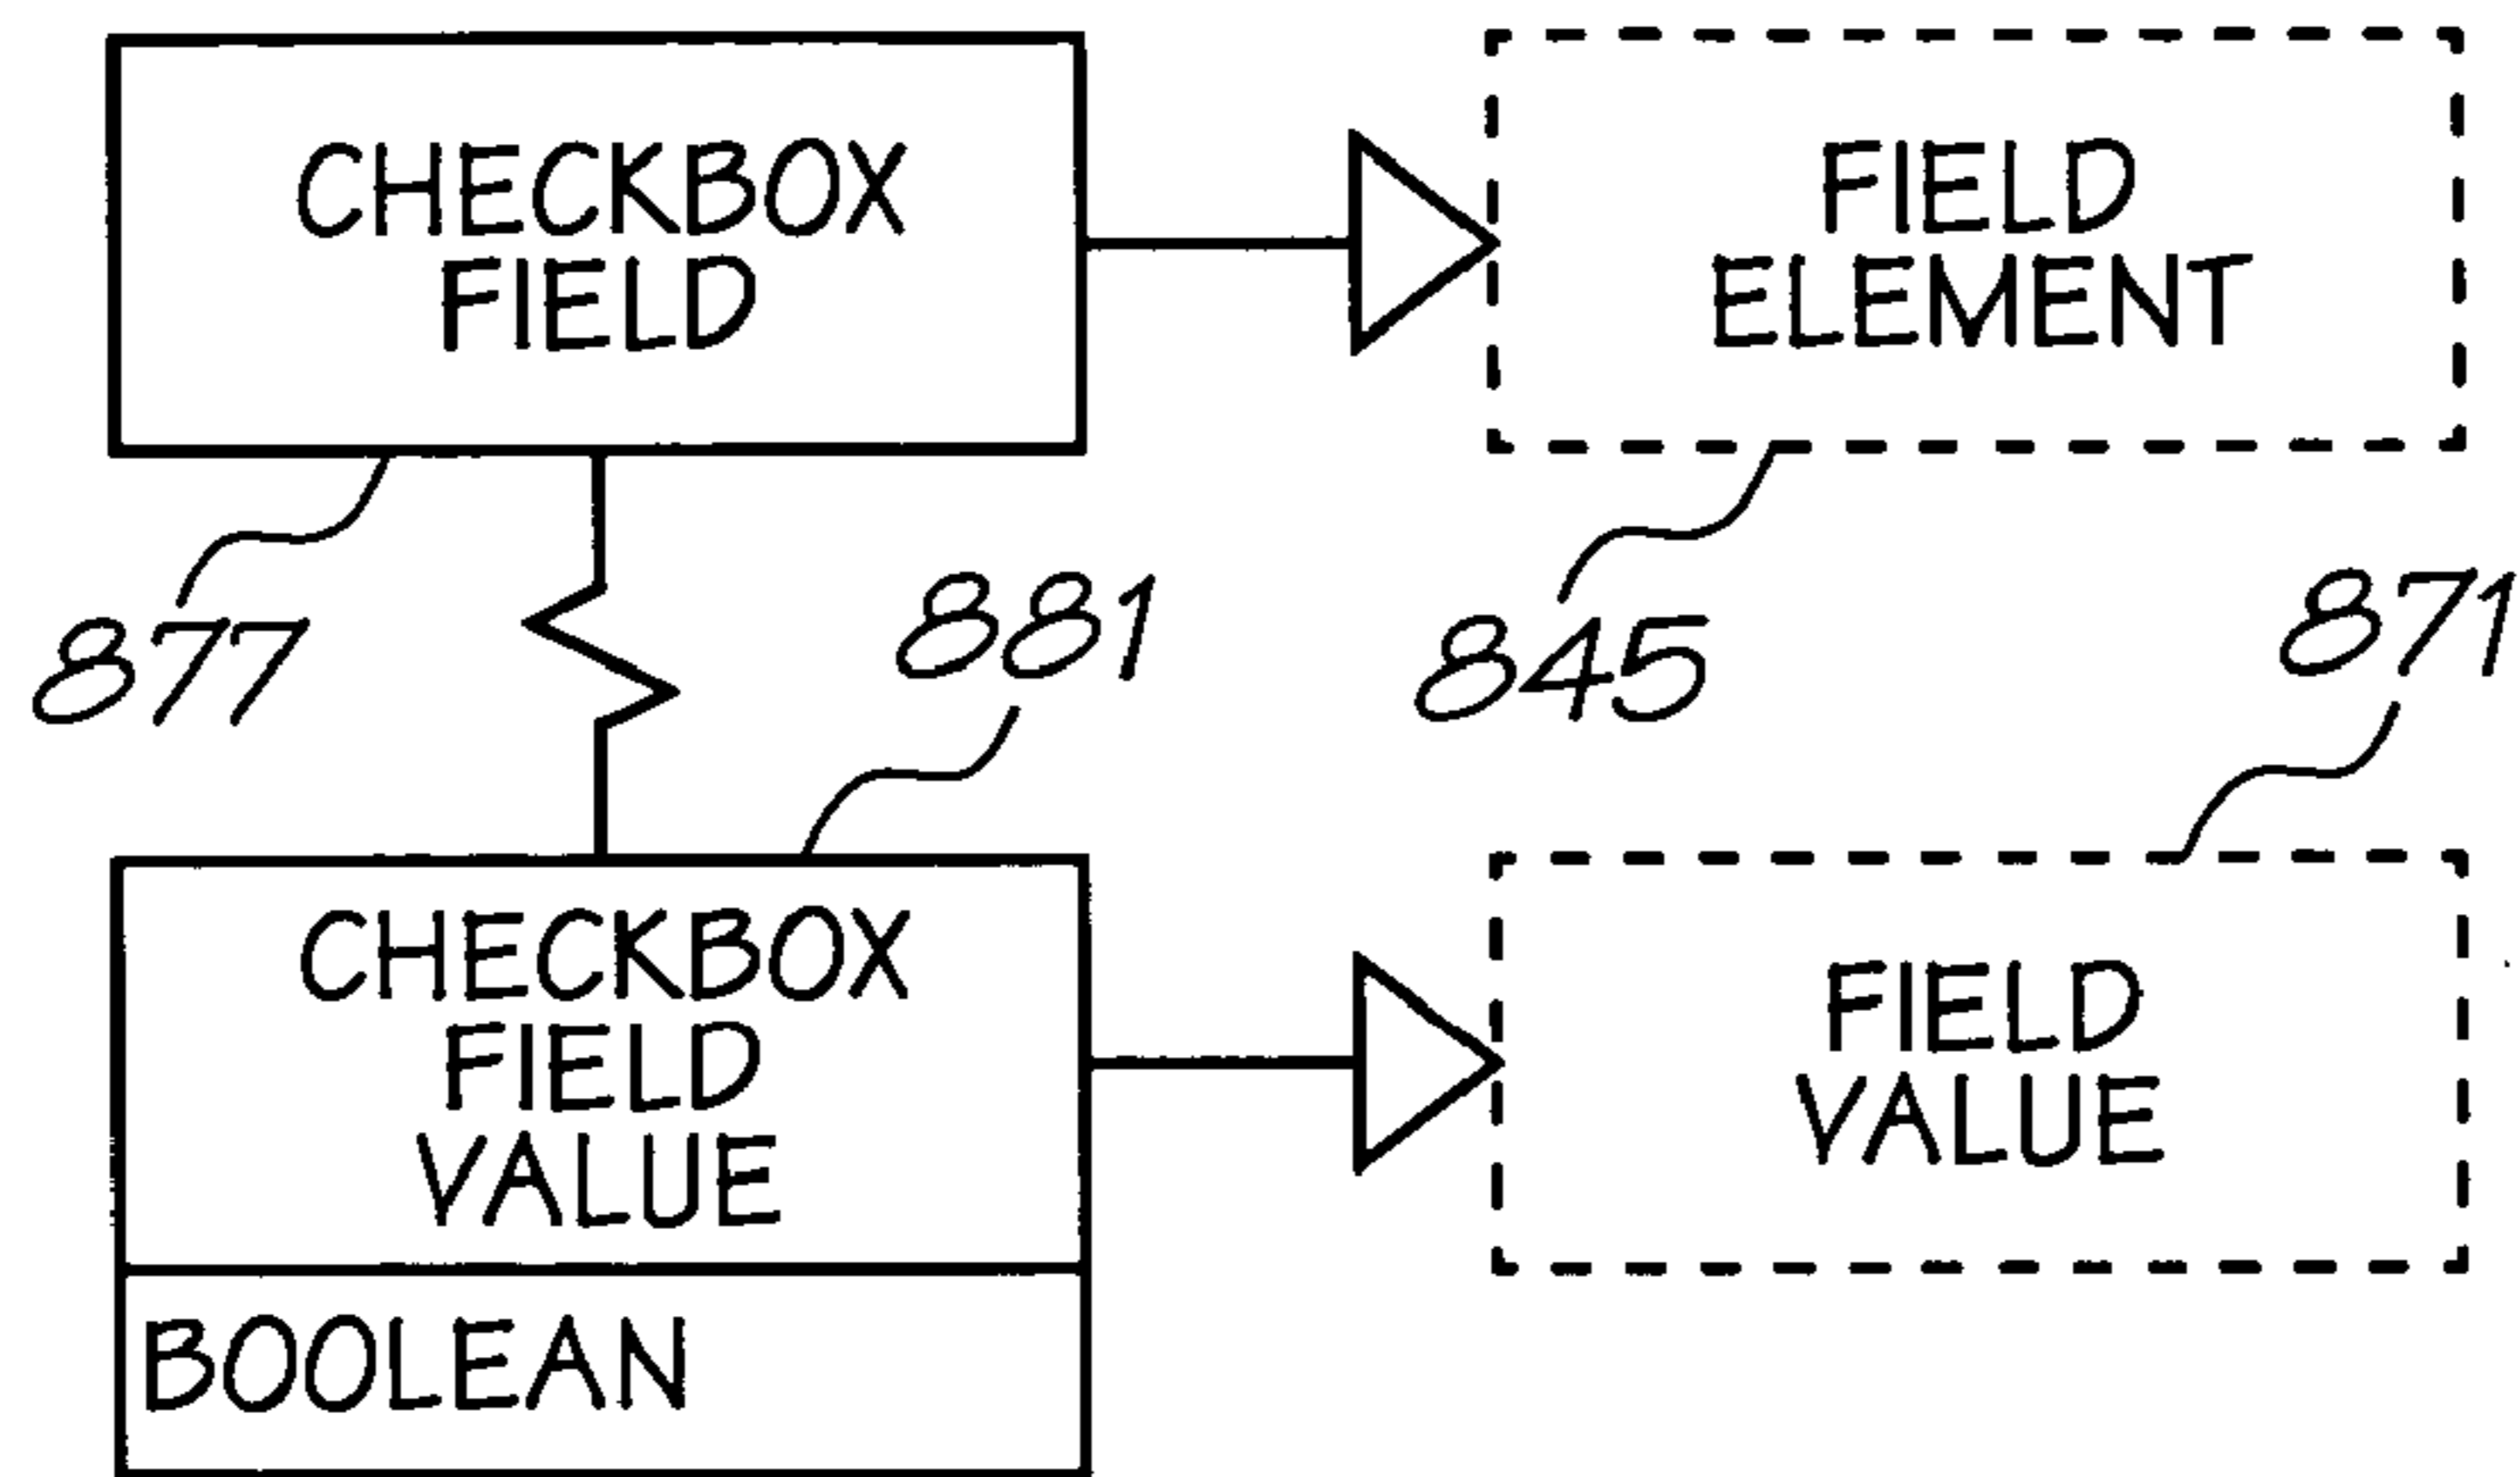 CHECKBOX
FIELD
FIELD
ELEMENT
877
881
845
871
CHECKBOX
FIELD
VALUE
FIELD
VALUE
BOOLEAN